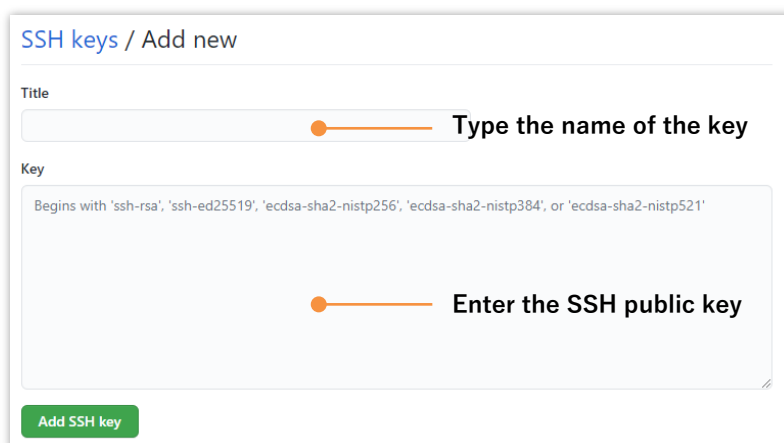 SSH keys / Add new
Title
Type the name of the key
Key
Begins with 'ssh-rsa', 'ssh-ed25519', 'ecdsa-sha2-nistp256', 'ecdsa-sha2-nistp384', or 'ecdsa-sha2-nistp521'
Enter the SSH public key
Add SSH key